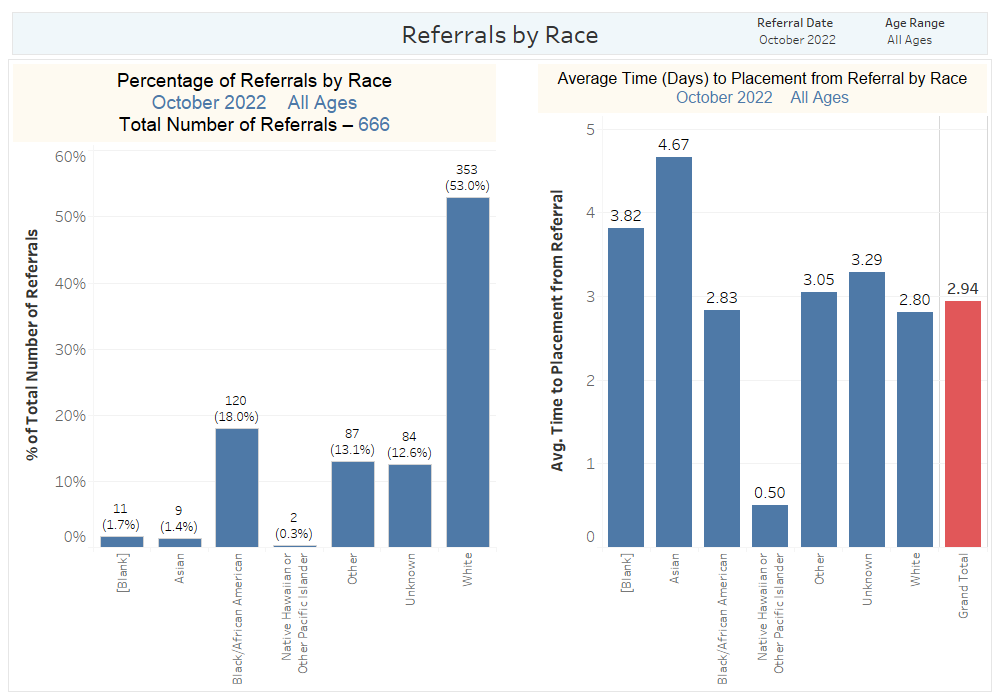 Referrals by Race
Referral Date
October 2022
Age Range
All Ages
Percentage of Referrals by Race
October 2022 All Ages
Total Number of Referrals – 666
% of Total Number of Referrals
60%
50%
40%
30%
20%
10%
0%
11
(1.7%)
9
(1.4%)
120
(18.0%)
2
(0.3%)
87
(13.1%)
84
(12.6%)
353
(53.0%)
[Blank]
Asian
Black/African American
Native Hawaiian or
Other Pacific Islander
Other
Unknown
White
Average Time (Days) to Placement from Referral by Race
October 2022 All Ages
Avg. Time to Placement from Referral
5
4
3
2
1
0
3.82
4.67
2.83
0.50
3.05
3.29
2.80
2.94
[Blank]
Asian
Black/African American
Native Hawaiian or
Other Pacific Islander
Other
Unknown
White
Grand Total